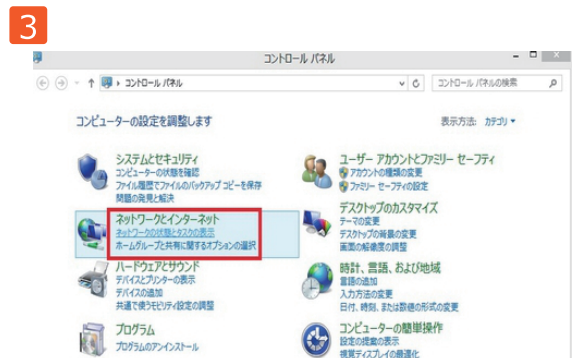 3
コントロール パネル
コントロール パネル
コントロール パネルの検索
コンピューターの設定を調整します
表示方法: カテゴリ
システムとセキュリティ
コンピューターの状態を確認
ファイル履歴でファイルのバックアップ コピーを保存
問題の発見と解決
ネットワークとインターネット
ネットワークの状態とタスクの表示
ホームグループと共有に関するオプションの選択
ハードウェアとサウンド
デバイスとプリンターの表示
デバイスの追加
共通で使うモビリティ設定の調整
プログラム
プログラムのアンインストール
ユーザー アカウントとファミリー セーフティ
アカウントの種類の変更
ファミリー セーフティの設定
デスクトップのカスタマイズ
テーマの変更
デスクトップの背景の変更
画面の解像度の調整
時計、言語、および地域
言語の追加
入力方法の変更
日付、時刻、または数値の形式の変更
コンピューターの簡単操作
設定の提案の表示
視覚ディスプレイの最適化